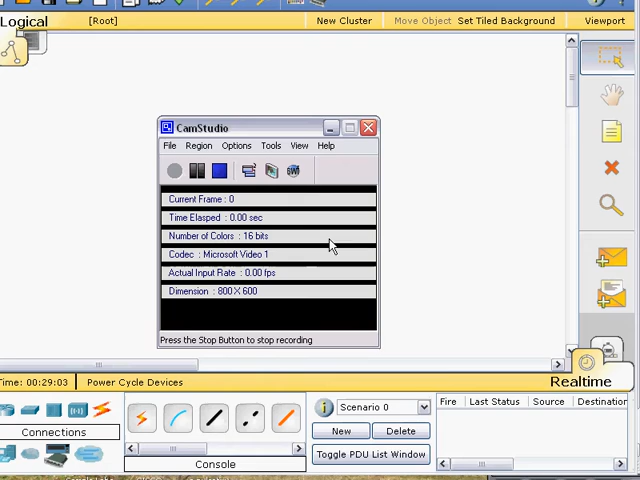 Logical
[Root]
New Cluster
Move Object
Set Tiled Background
Viewport
CamStudio
File Region Options Tools View Help
Current Frame : 0
Time Elasped : 0.00 sec
Number of Colors : 16 bits
Codec : Microsoft Video 1
Actual Input Rate : 0.00 fps
Dimension : 800 X 600
Press the Stop Button to stop recording
Time: 00:29:03
Power Cycle Devices
Realtime
Scenario 0
Fire Last Status Source Destination
Connections
New Delete
Toggle PDU List Window
Console